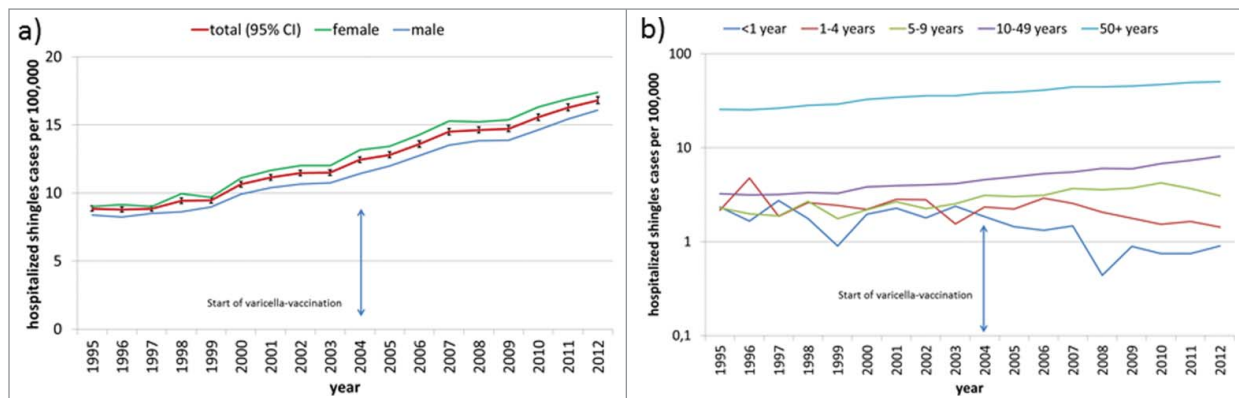 a)
total (95% CI) female male
hospitalized shingles cases per 100,000
20
15
10
5
0
Start of varicella-vaccination
1995 1996 1997 1998 1999 2000 2001 2002 2003 2004 2005 2006 2007 2008 2009 2010 2011 2012
year
b)
<1 year 1-4 years 5-9 years 10-49 years 50+ years
hospitalized shingles cases per 100,000
100
10
1
0,1
Start of varicella-vaccination
1995 1996 1997 1998 1999 2000 2001 2002 2003 2004 2005 2006 2007 2008 2009 2010 2011 2012
year